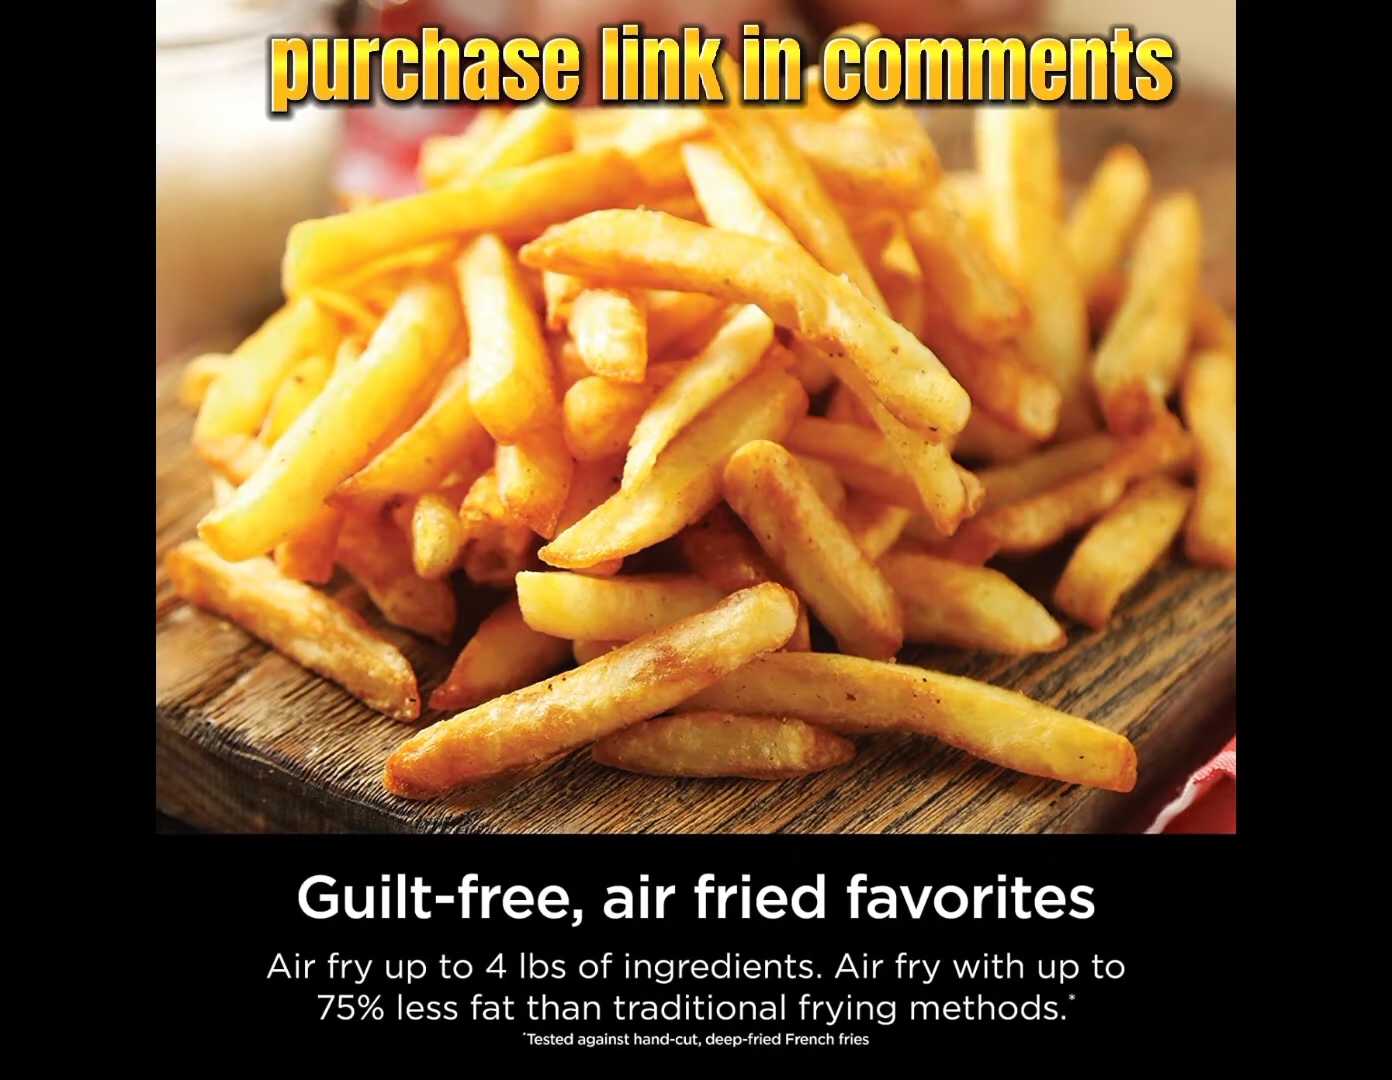 purchase link in comments
Guilt-free, air fried favorites
Air fry up to 4 lbs of ingredients. Air fry with up to
75% less fat than traditional frying methods.*
*Tested against hand-cut, deep-fried French fries